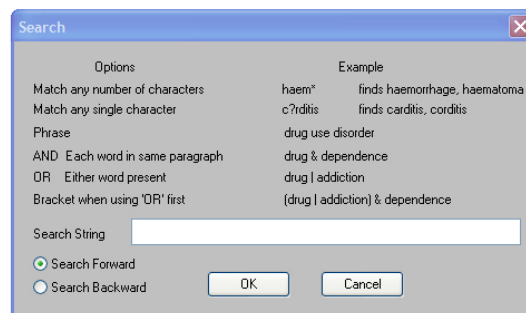 Search
Options Example
Match any number of characters haem* finds haemorrhage, haematoma
Match any single character c?rditis finds carditis, corditis
Phrase drug use disorder
AND Each word in same paragraph drug & dependence
OR Either word present drug | addiction
Bracket when using 'OR' first (drug | addiction) & dependence
Search String
Search Forward
Search Backward OK Cancel